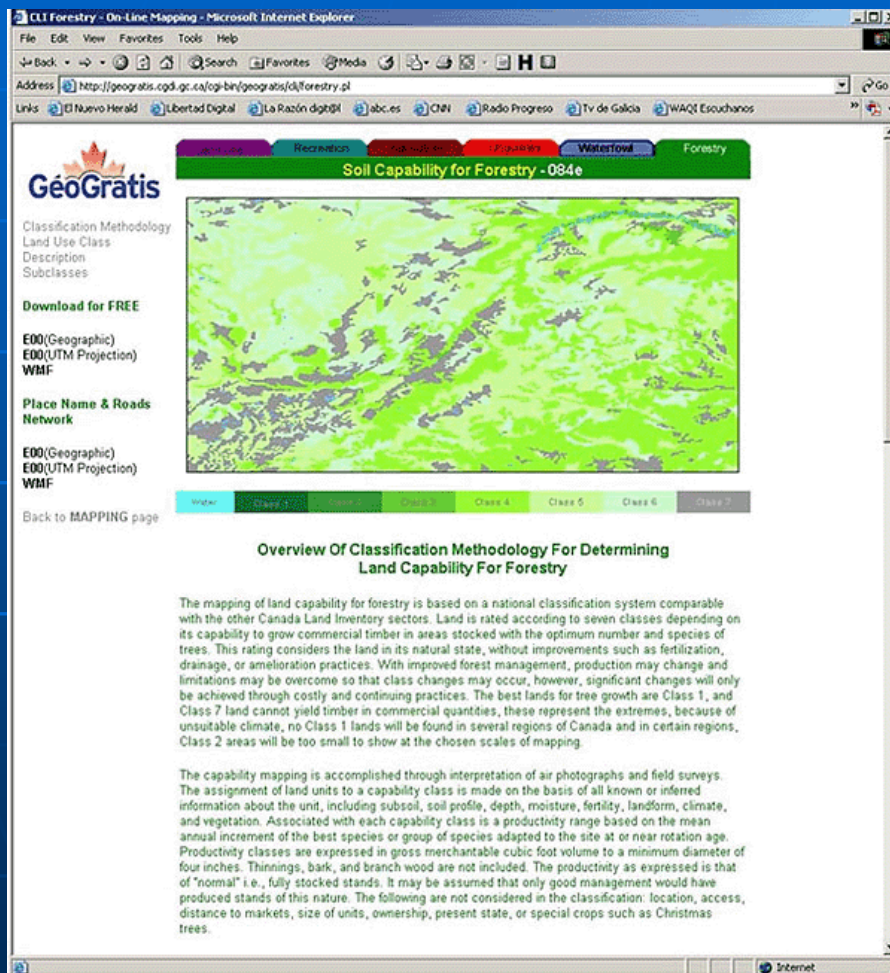 CLI Forestry - On-Line Mapping - Microsoft Internet Explorer
File Edit View Favorites Tools Help
Back Search Favorites Media
Address http://geogratis.cgdi.gc.ca/cgi-bin/geogratis/cli/forestry.pl Go
Links El Nuevo Herald Libertad Digital La Razón digit@l abc.es CNN Radio Progreso Tv de Galicia WAQI Escuchanos
Recreation Waterfowl Forestry
Soil Capability for Forestry - 084e
GeoGratis
Classification Methodology
Land Use Class
Description
Subclasses
Download for FREE
E00(Geographic)
E00(UTM Projection)
WMF
Place Name & Roads
Network
E00(Geographic)
E00(UTM Projection)
WMF
Back to MAPPING page
Water Class 1 Class 2 Class 3 Class 4 Class 5 Class 6 Class 7
Overview Of Classification Methodology For Determining
Land Capability For Forestry
The mapping of land capability for forestry is based on a national classification system comparable
with the other Canada Land Inventory sectors. Land is rated according to seven classes depending on
its capability to grow commercial timber in areas stocked with the optimum number and species of
trees. This rating considers the land in its natural state, without improvements such as fertilization,
drainage, or amelioration practices. With improved forest management, production may change and
limitations may be overcome so that class changes may occur, however, significant changes will only
be achieved through costly and continuing practices. The best lands for tree growth are Class 1, and
Class 7 land cannot yield timber in commercial quantities, these represent the extremes, because of
unsuitable climate, no Class 1 lands will be found in several regions of Canada and in certain regions,
Class 2 areas will be too small to show at the chosen scales of mapping.
The capability mapping is accomplished through interpretation of air photographs and field surveys.
The assignment of land units to a capability class is made on the basis of all known or inferred
information about the unit, including subsoil, soil profile, depth, moisture, fertility, landform, climate,
and vegetation. Associated with each capability class is a productivity range based on the mean
annual increment of the best species or group of species adapted to the site at or near rotation age.
Productivity classes are expressed in gross merchantable cubic foot volume to a minimum diameter of
four inches. Thinnings, bark, and branch wood are not included. The productivity as expressed is that
of "normal" i.e., fully stocked stands. It may be assumed that only good management would have
produced stands of this nature. The following are not considered in the classification: location, access,
distance to markets, size of units, ownership, present state, or special crops such as Christmas
trees.
Internet